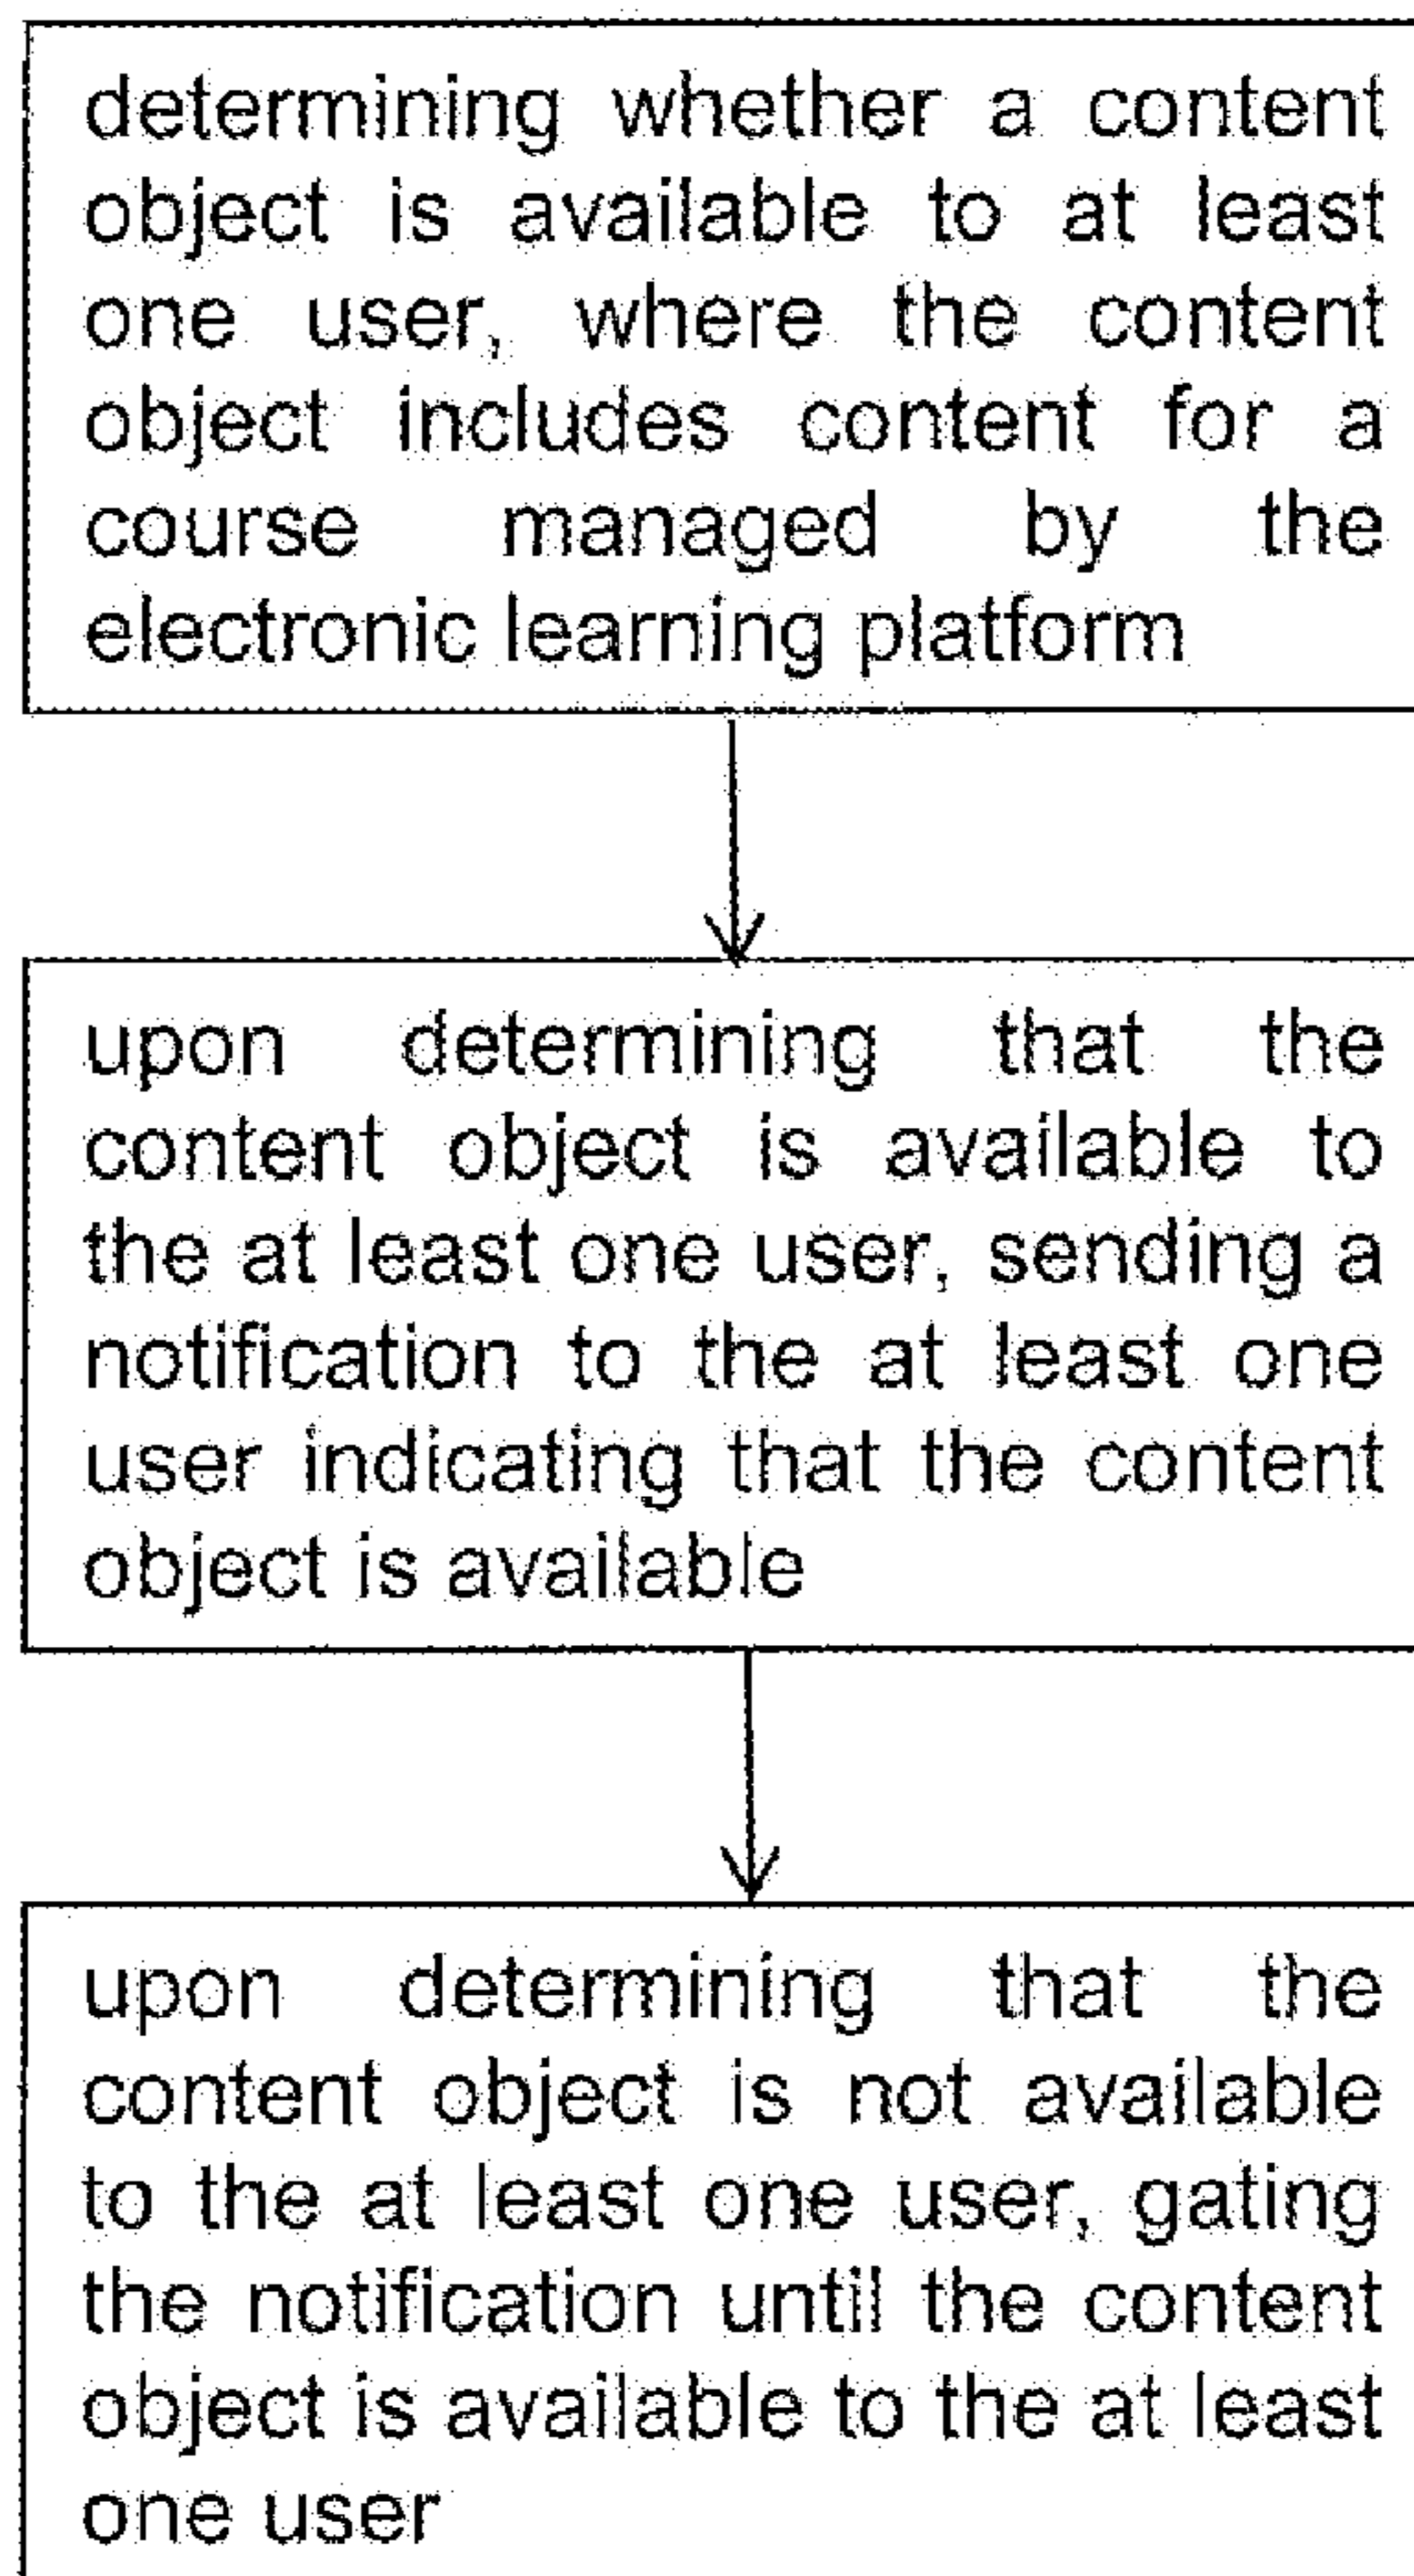 determining whether a content
object is available to at least
one user, where the content
object includes content for a
course managed by the
electronic learning platform
upon determining that the
content object is available to
the at least one user, sending a
notification to the at least one
user indicating that the content
object is available
upon determining that the
content object is not available
to the at least one user, gating
the notification until the content
object is available to the at least
one user